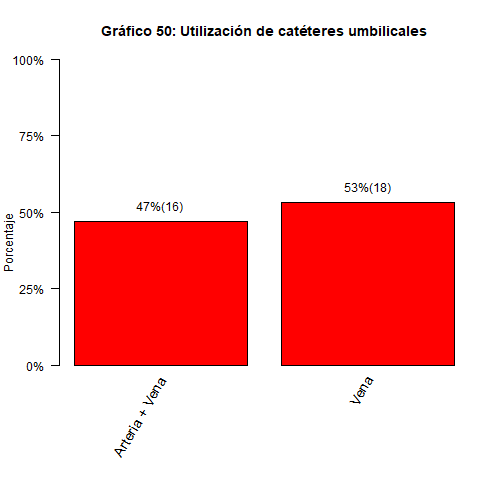 Gráfico 50: Utilización de catéteres umbilicales
100%
75%
50%
25%
0%
Porcentaje
47%(16)
53%(18)
Arteria + Vena
Vena